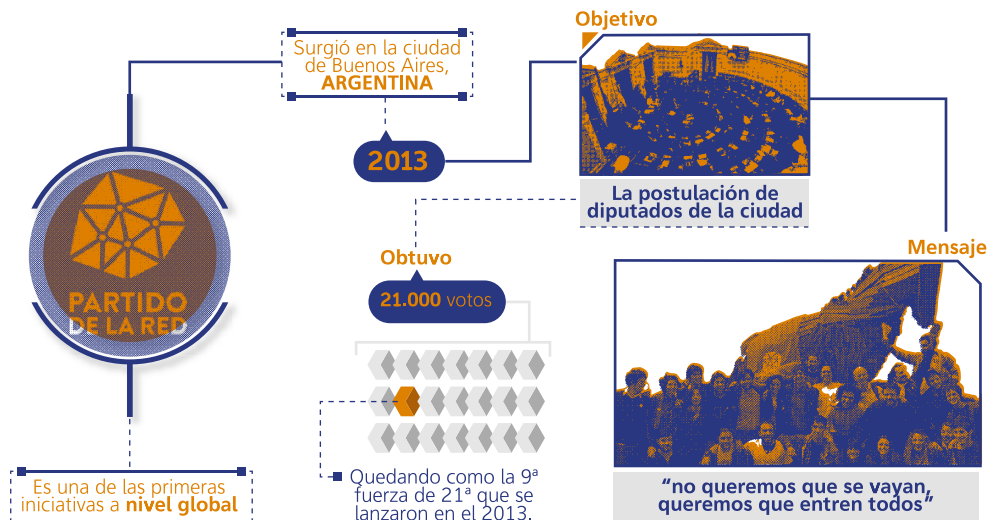 Surgió en la ciudad
de Buenos Aires,
ARGENTINA
2013
Objetivo
La postulación de
diputados de la ciudad
Obtuvo
21.000 votos
Quedando como la 9ª
fuerza de 21ª que se
lanzaron en el 2013.
Mensaje
“no queremos que se vayan,
queremos que entren todos”
PARTIDO
DE LA RED
Es una de las primeras
iniciativas a nivel global